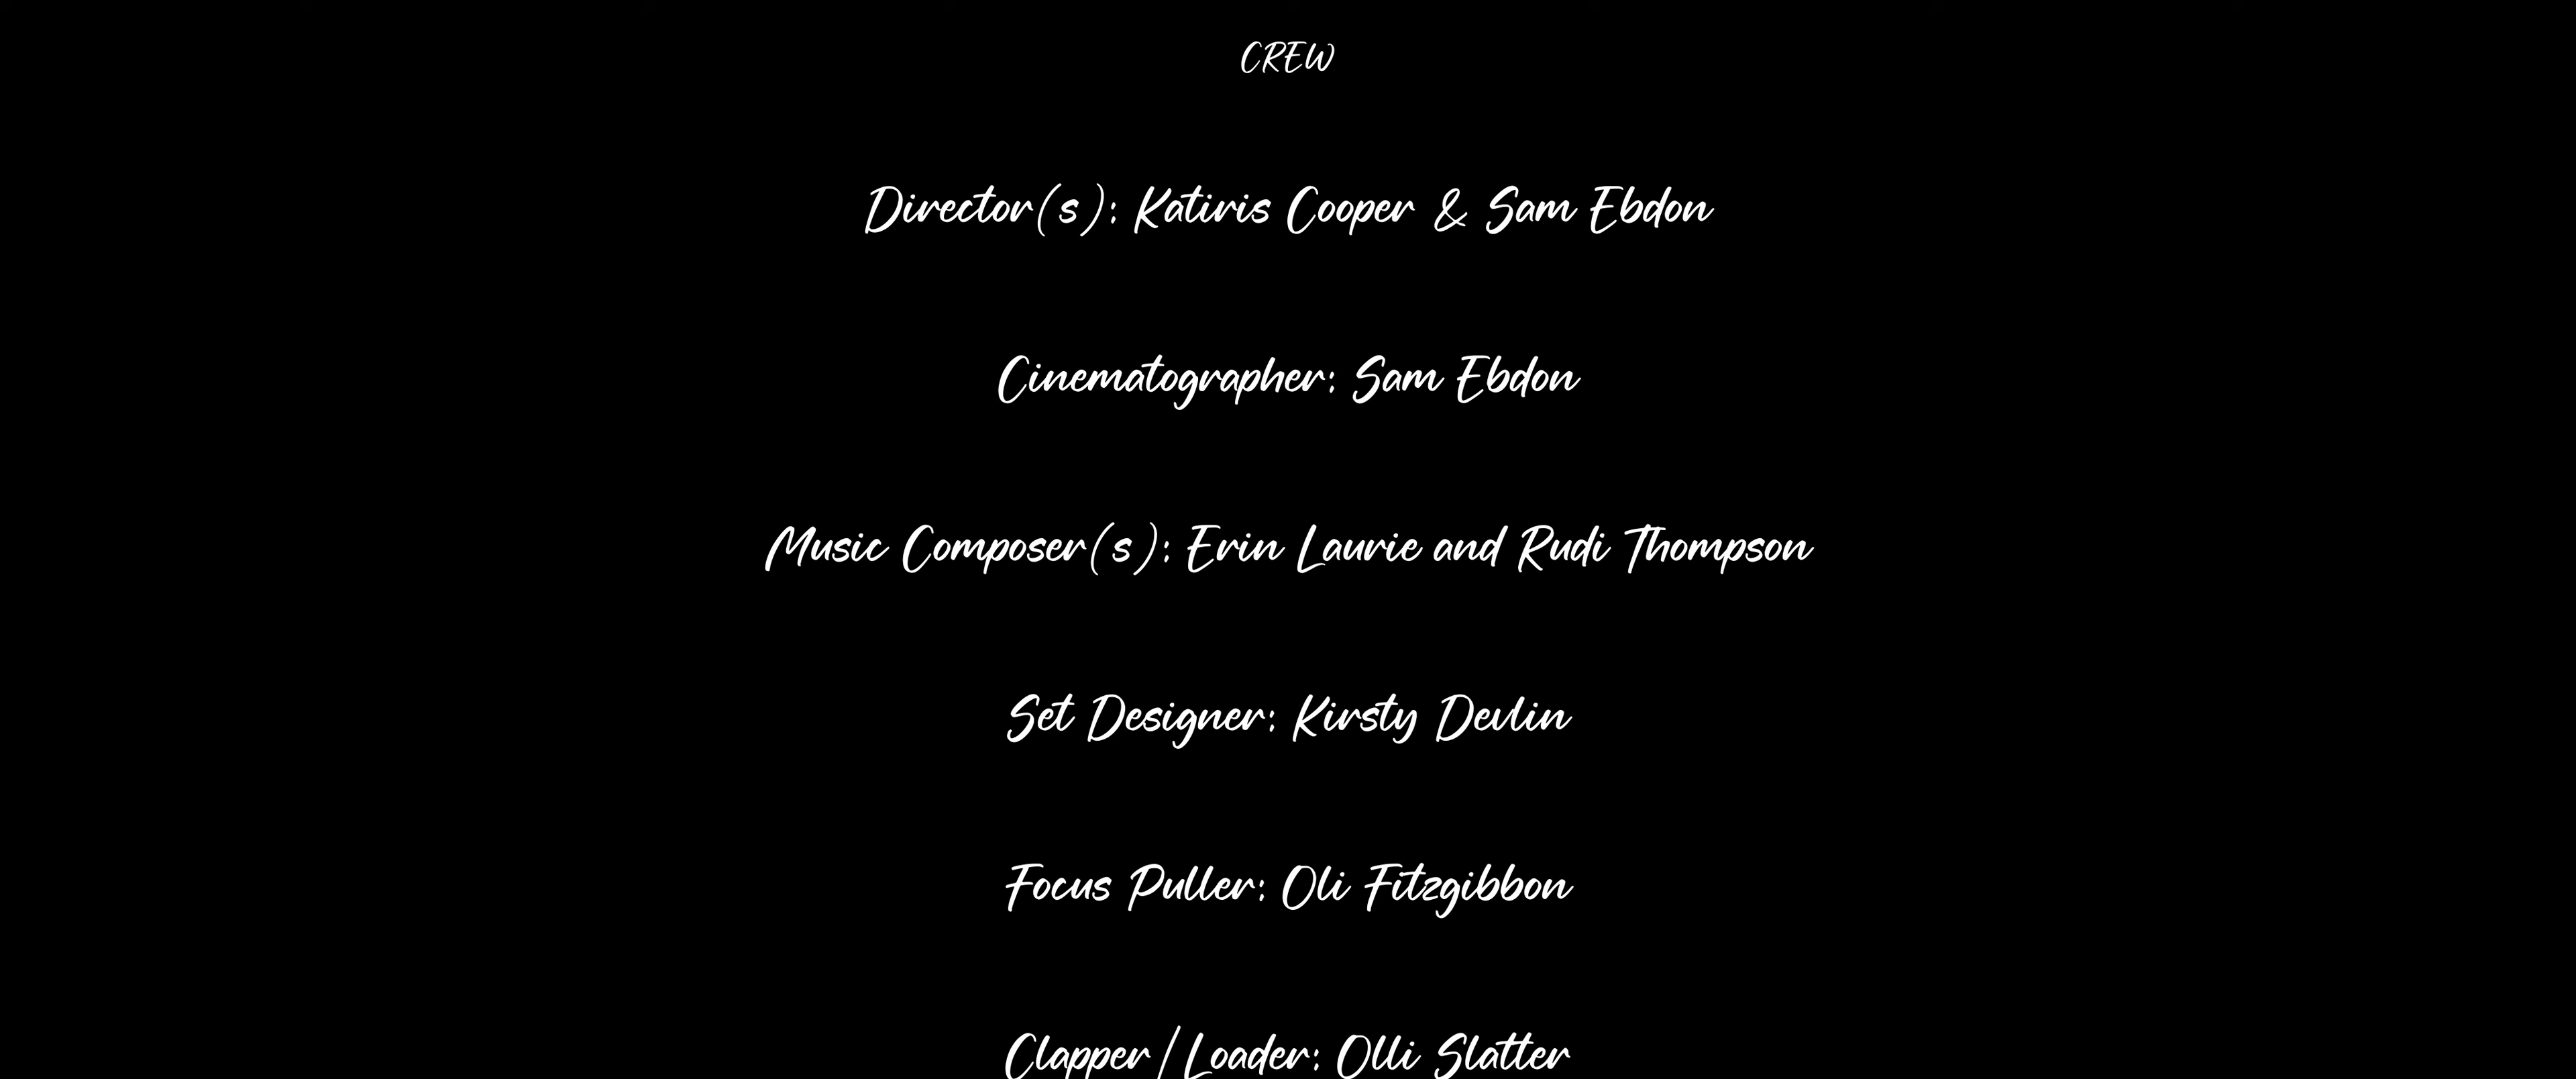 CREW
Director(s): Katiris Cooper & Sam Ebdon
Cinematographer: Sam Ebdon
Music Composer(s): Erin Laurie and Rudi Thompson
Set Designer: Kirsty Devlin
Focus Puller: Oli Fitzgibbon
Clapper/Loader: Olli Slatter